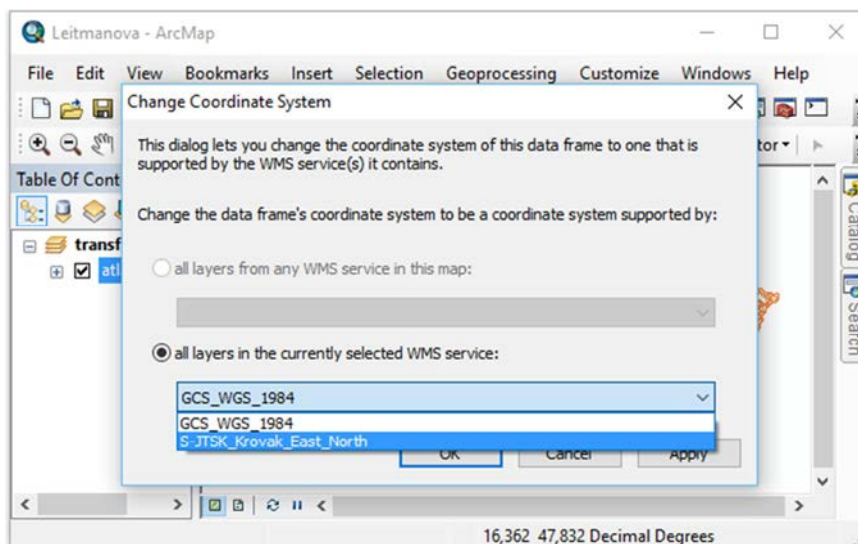 Leitmanova - ArcMap
File Edit View Bookmarks Insert Selection Geoprocessing Customize Windows Help
Change Coordinate System
This dialog lets you change the coordinate system of this data frame to one that is
supported by the WMS service(s) it contains.
tor
Table Of Cont
Change the data frame's coordinate system to be a coordinate system supported by:
transf
atl
all layers from any WMS service in this map:
all layers in the currently selected WMS service:
GCS_WGS_1984
GCS_WGS_1984
S-JTSK_Krovak_East_North
OK Cancel Apply
Catalog
Search
16,362 47,832 Decimal Degrees